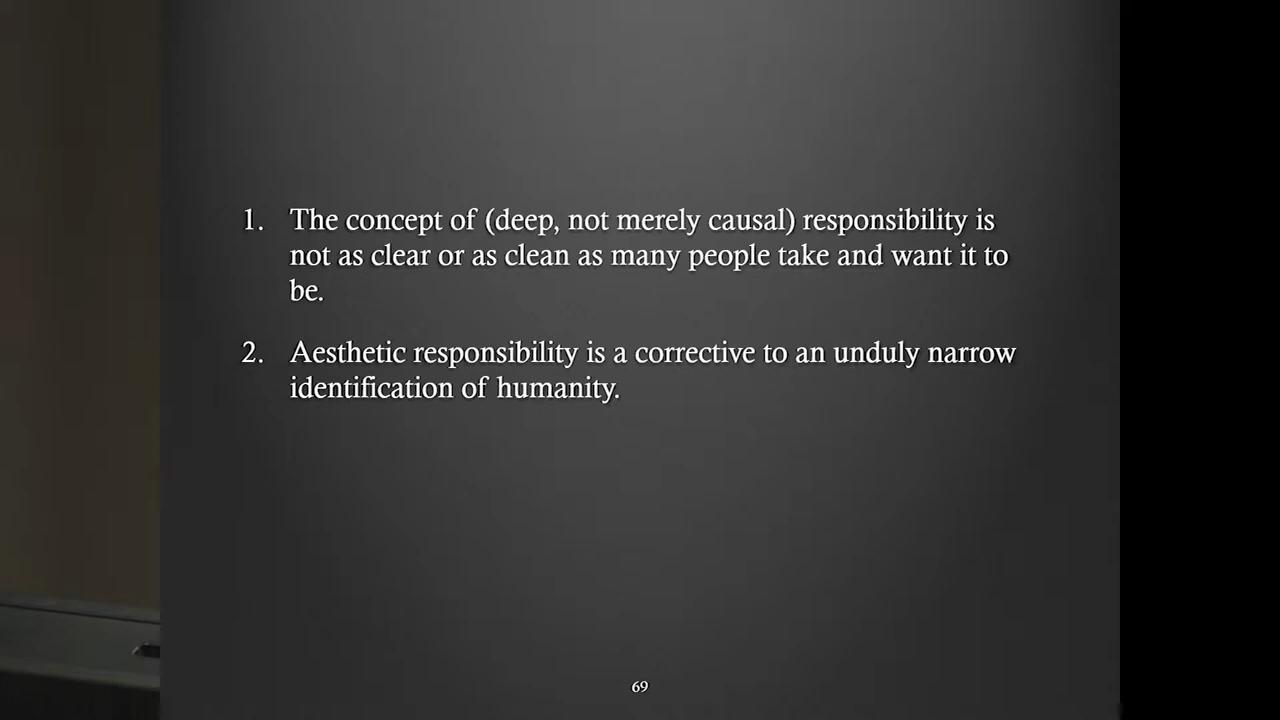 1. The concept of (deep, not merely causal) responsibility is
not as clear or as clean as many people take and want it to
be.
2. Aesthetic responsibility is a corrective to an unduly narrow
identification of humanity.
69